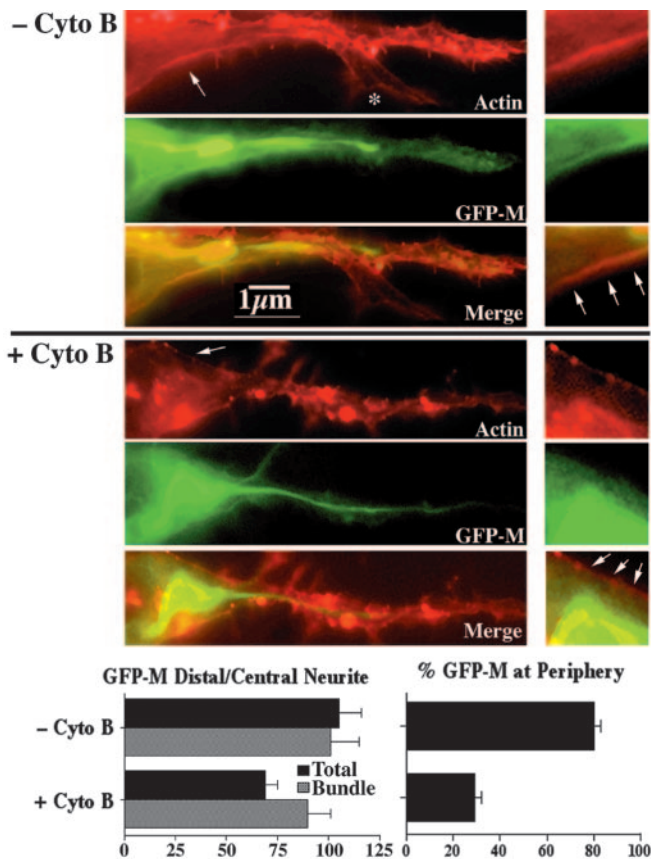 – Cyto B
*
Actin
GFP-M
1µm
Merge
+ Cyto B
Actin
GFP-M
Merge
GFP-M Distal/Central Neurite
% GFP-M at Periphery
– Cyto B
Total
Bundle
+ Cyto B
0 25 50 75 100 125
0 20 40 60 80 100